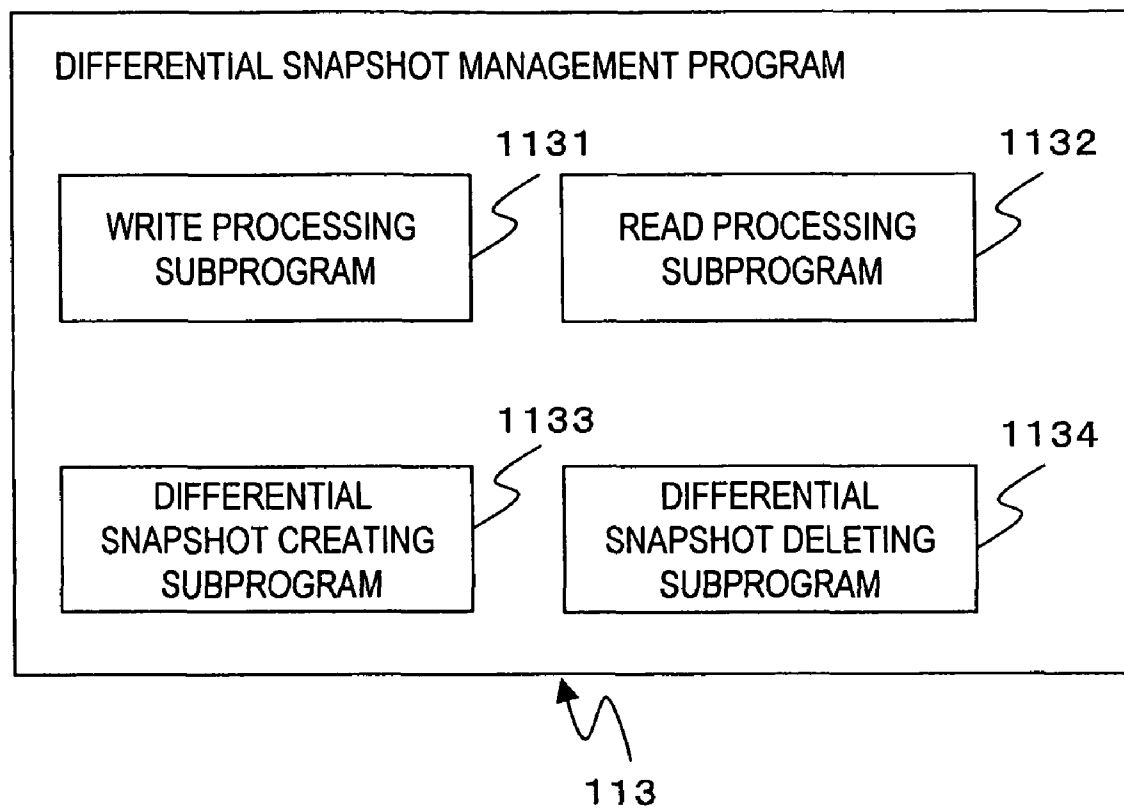 DIFFERENTIAL SNAPSHOT MANAGEMENT PROGRAM
1131
WRITE PROCESSING
SUBPROGRAM
1132
READ PROCESSING
SUBPROGRAM
1133
DIFFERENTIAL
SNAPSHOT CREATING
SUBPROGRAM
1134
DIFFERENTIAL
SNAPSHOT DELETING
SUBPROGRAM
113